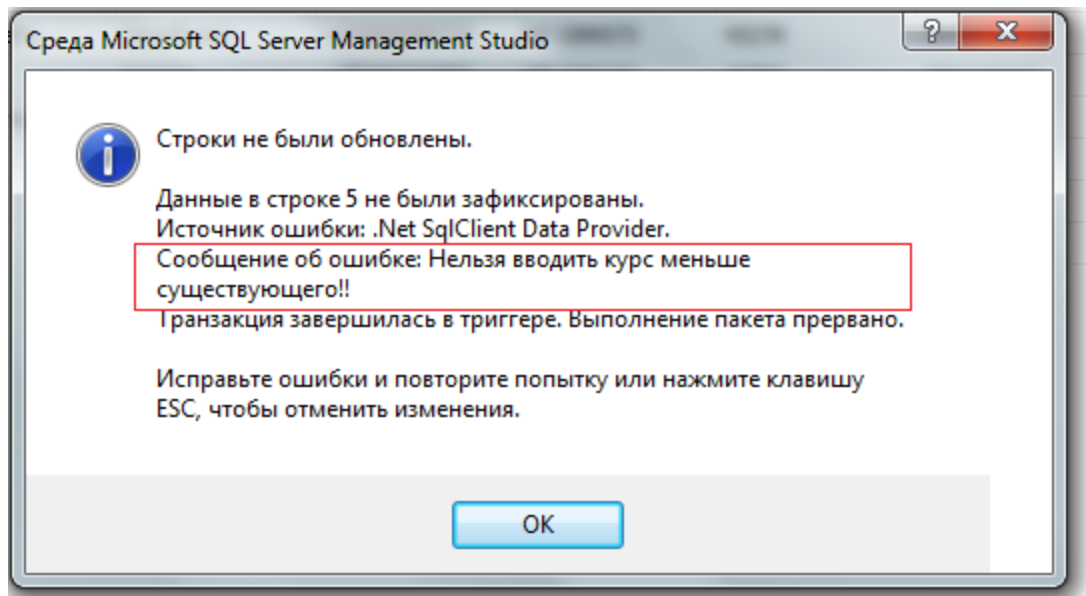 Среда Microsoft SQL Server Management Studio
Строки не были обновлены.
Данные в строке 5 не были зафиксированы.
Источник ошибки: .Net SqlClient Data Provider.
Сообщение об ошибке: Нельзя вводить курс меньше
существующего!!
Транзакция завершилась в триггере. Выполнение пакета прервано.
Исправьте ошибки и повторите попытку или нажмите клавишу
ESC, чтобы отменить изменения.
OK